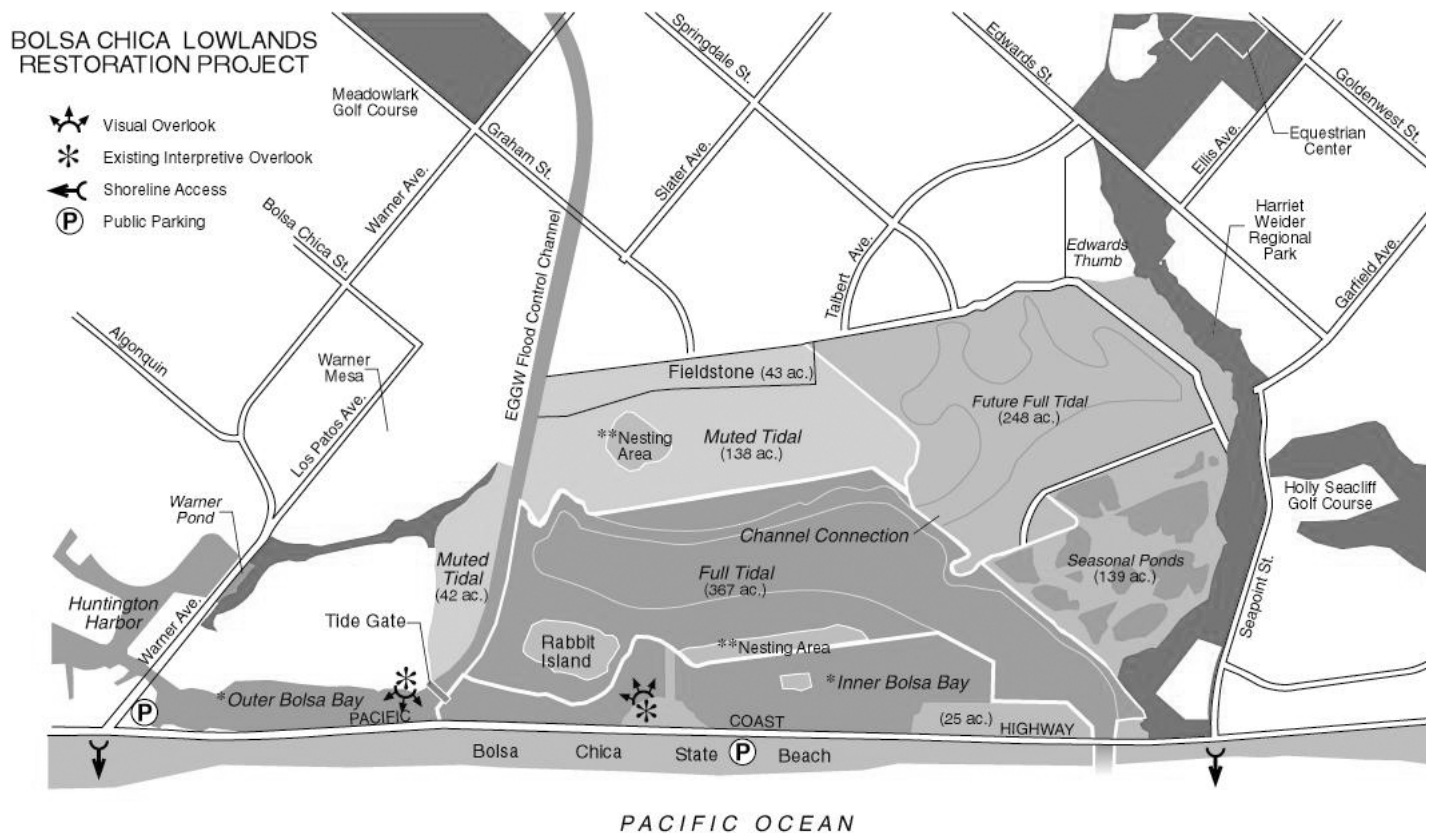 BOLSA CHICA LOWLANDS
RESTORATION PROJECT
Visual Overlook
Existing Interpretive Overlook
Shoreline Access
P Public Parking
Meadowlark
Golf Course
Warner Ave.
Graham St.
Springdale St.
Slater Ave.
Edwards St.
Goldenwest St.
Equestrian
Center
Ellis Ave.
Harriet
Weider
Regional
Park
Garfield Ave.
Edwards
Thumb
Talbert Ave.
Bolsa Chica St.
EGGW Flood Control Channel
Algonquin
Warner
Mesa
Los Patos Ave.
Fieldstone (43 ac.)
Future Full Tidal
(248 ac.)
**Nesting
Area
Muted Tidal
(138 ac.)
Warner
Pond
Holly Seacliff
Golf Course
Channel Connection
Muted
Tidal
(42 ac.)
Full Tidal
(367 ac.)
Seasonal Ponds
(139 ac.)
Seapoint St.
Huntington
Harbor
Warner Ave.
Tide Gate
Rabbit
Island
**Nesting Area
*Outer Bolsa Bay
*Inner Bolsa Bay
P
PACIFIC COAST HIGHWAY
(25 ac.)
Bolsa Chica State P Beach
PACIFIC OCEAN